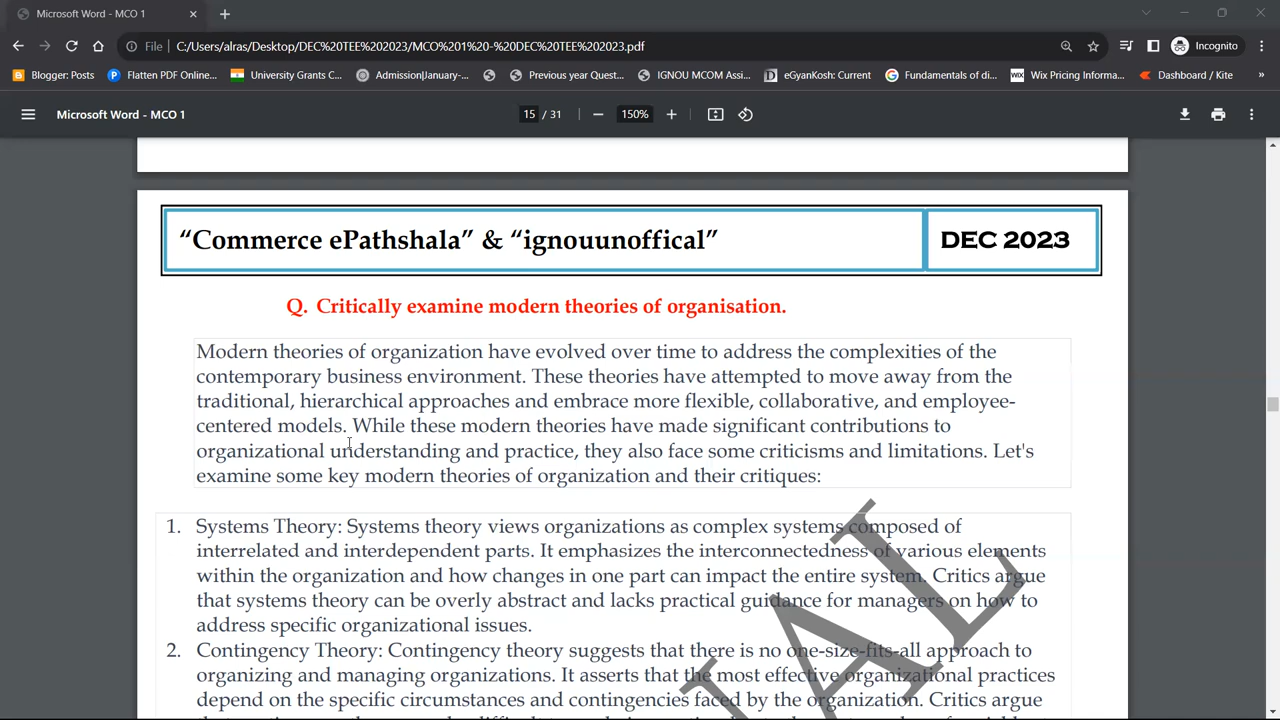 Microsoft Word - MCO 1
File C:/Users/alras/Desktop/DEC%20TEE%202023/MCO%201%20-%20DEC%20TEE%202023.pdf Incognito
Blogger: Posts Flatten PDF Online... University Grants C... Admission|January-... Previous year Quest... IGNOU MCOM Assi... eGyanKosh: Current Fundamentals of di... WIX Wix Pricing Informa... Dashboard / Kite »
Microsoft Word - MCO 1 15 / 31 150%
“Commerce ePathshala” & “ignouunoffical” DEC 2023
Q. Critically examine modern theories of organisation.
Modern theories of organization have evolved over time to address the complexities of the
contemporary business environment. These theories have attempted to move away from the
traditional, hierarchical approaches and embrace more flexible, collaborative, and employee-
centered models. While these modern theories have made significant contributions to
organizational understanding and practice, they also face some criticisms and limitations. Let's
examine some key modern theories of organization and their critiques:
1. Systems Theory: Systems theory views organizations as complex systems composed of
interrelated and interdependent parts. It emphasizes the interconnectedness of various elements
within the organization and how changes in one part can impact the entire system. Critics argue
that systems theory can be overly abstract and lacks practical guidance for managers on how to
address specific organizational issues.
2. Contingency Theory: Contingency theory suggests that there is no one-size-fits-all approach to
organizing and managing organizations. It asserts that the most effective organizational practices
depend on the specific circumstances and contingencies faced by the organization. Critics argue